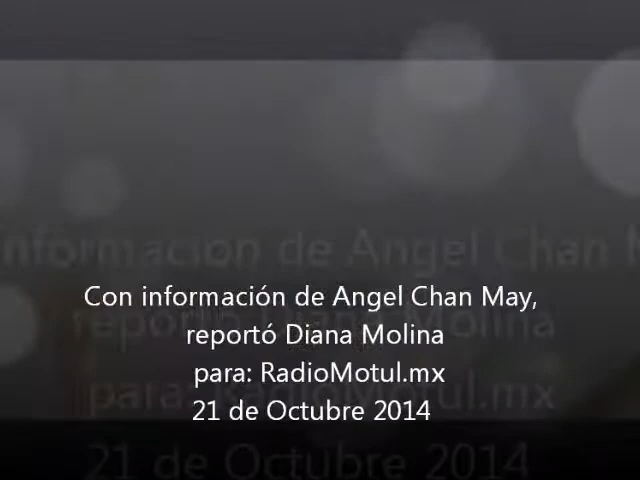 Con información de Angel Chan May,
reportó Diana Molina
para: RadioMotul.mx
21 de Octubre 2014